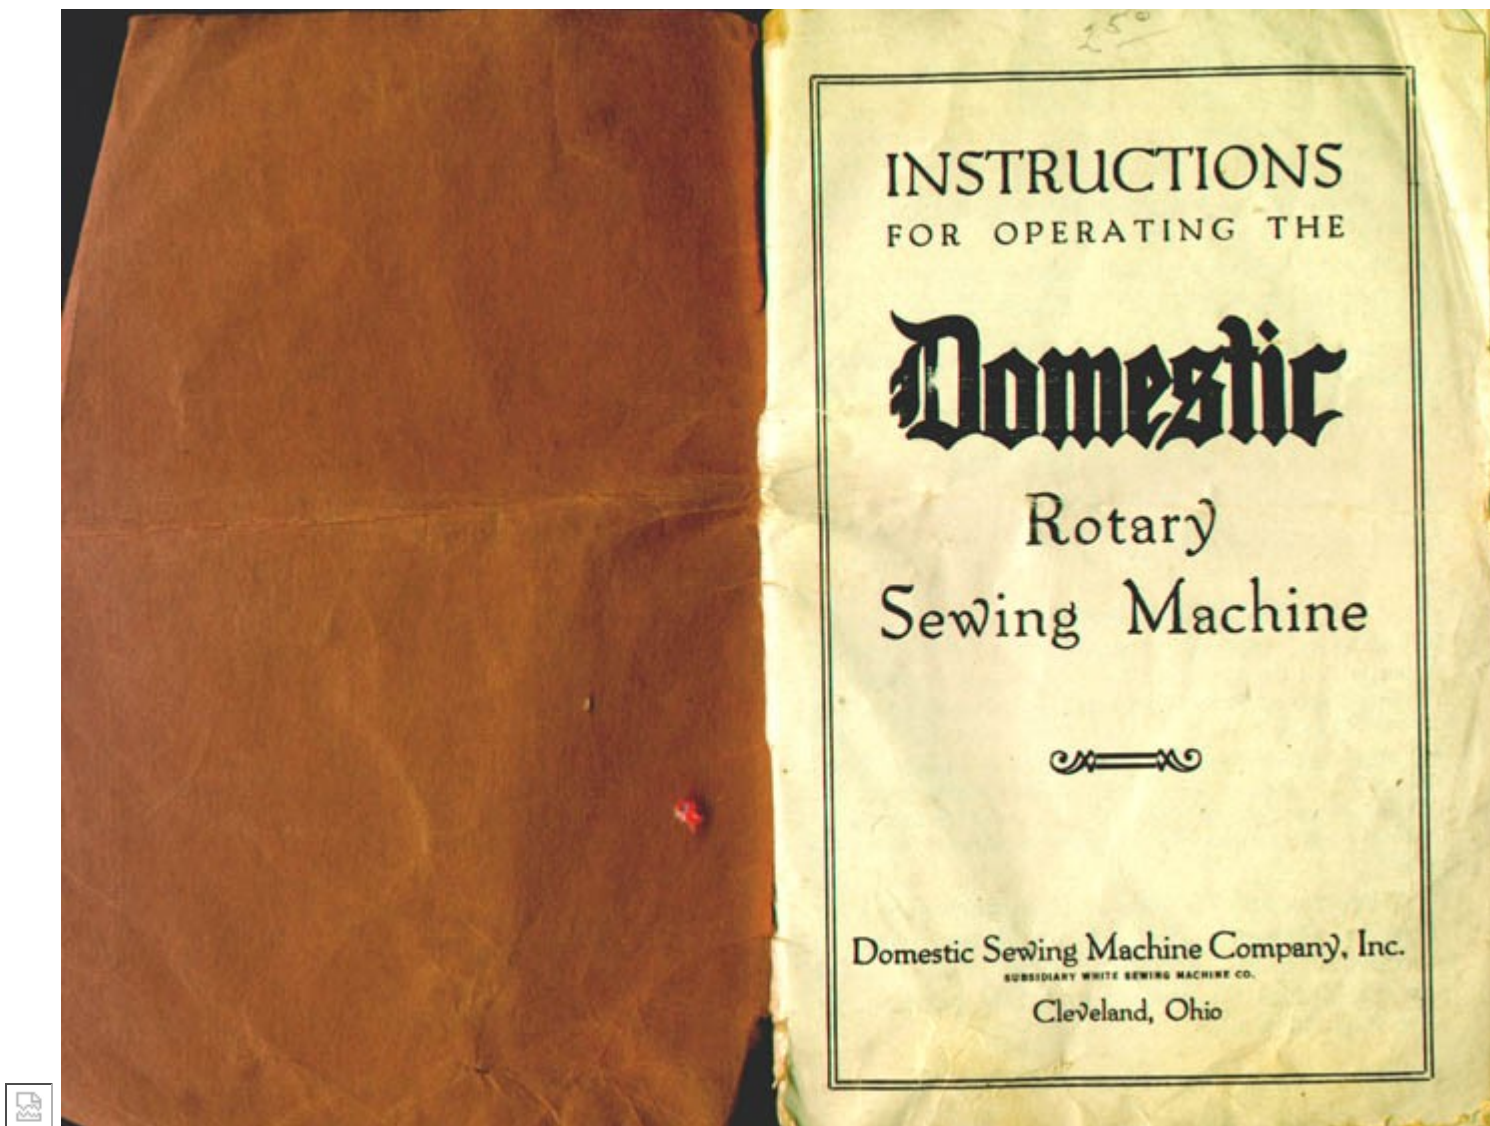 250
INSTRUCTIONS
FOR OPERATING THE
Domestic
Rotary
Sewing Machine
Domestic Sewing Machine Company, Inc.
SUBSIDIARY WHITE SEWING MACHINE CO.
Cleveland, Ohio